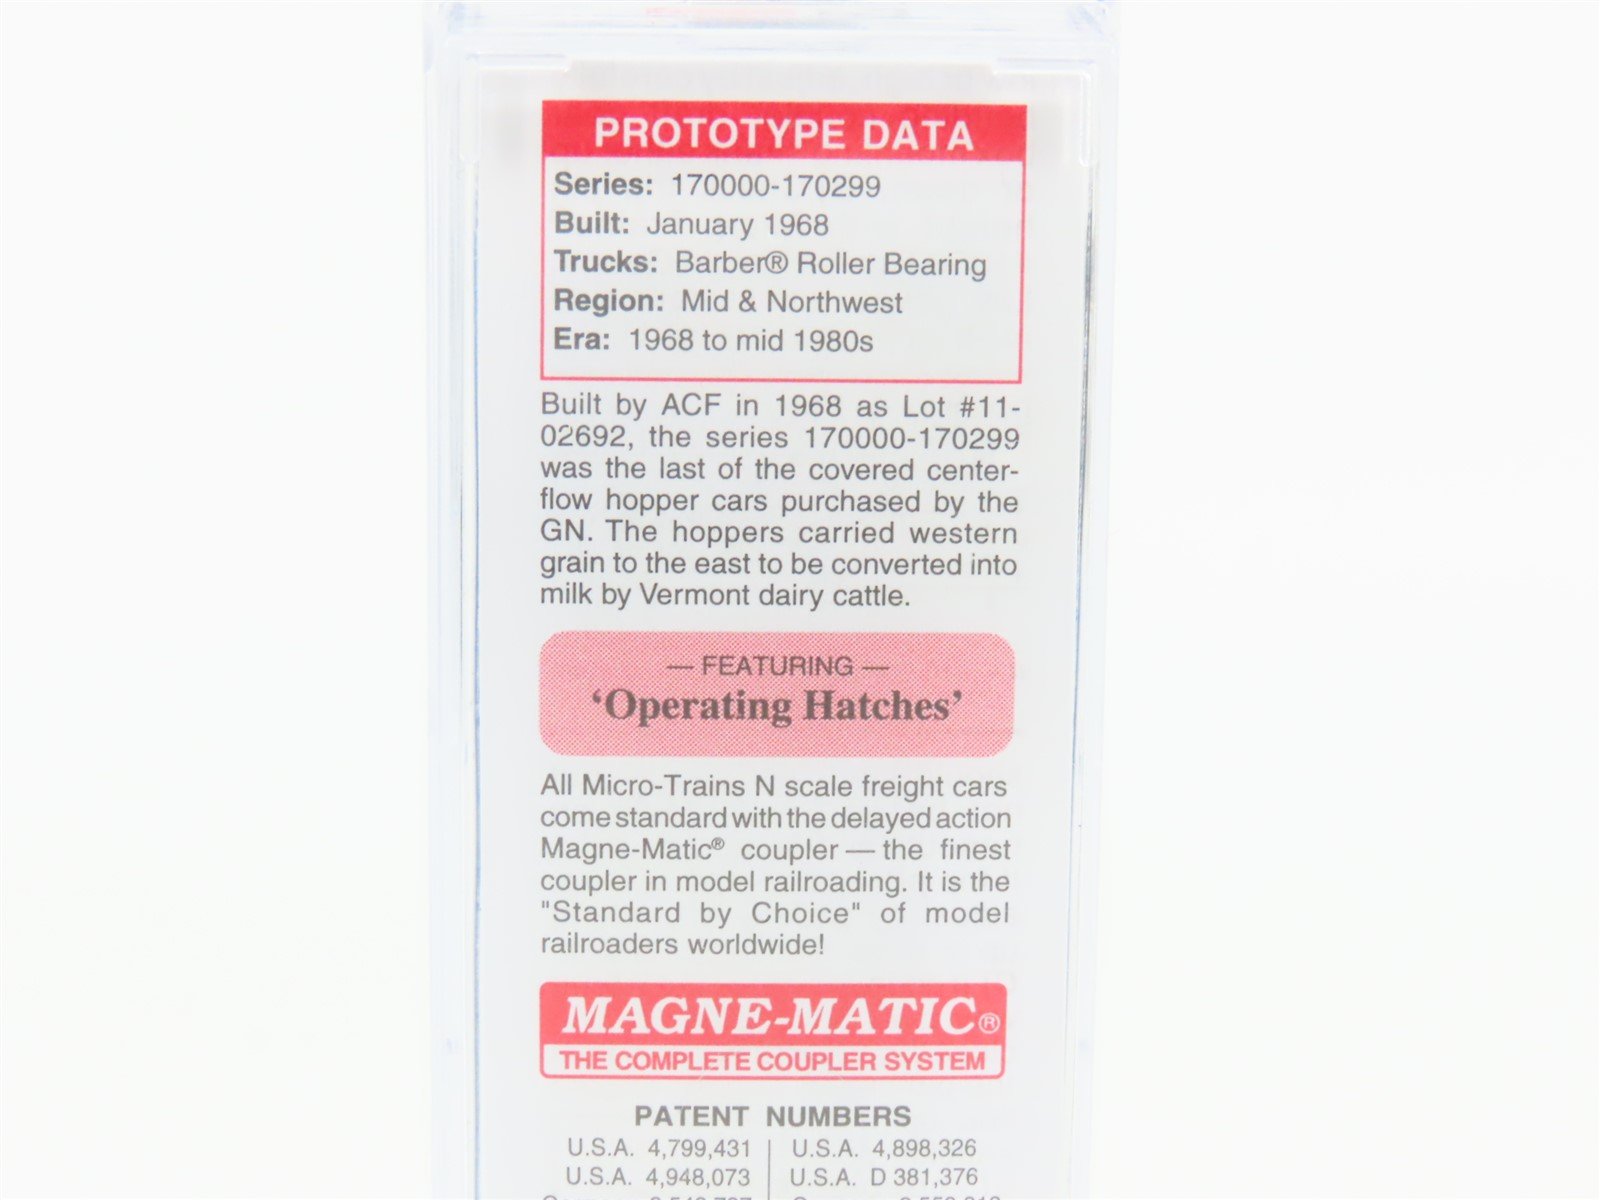 PROTOTYPE DATA
Series: 170000-170299
Built: January 1968
Trucks: Barber® Roller Bearing
Region: Mid & Northwest
Era: 1968 to mid 1980s
Built by ACF in 1968 as Lot #11-
02692, the series 170000-170299
was the last of the covered center-
flow hopper cars purchased by the
GN. The hoppers carried western
grain to the east to be converted into
milk by Vermont dairy cattle.
— FEATURING —
‘Operating Hatches’
All Micro-Trains N scale freight cars
come standard with the delayed action
Magne-Matic® coupler — the finest
coupler in model railroading. It is the
"Standard by Choice" of model
railroaders worldwide!
MAGNE-MATIC®
THE COMPLETE COUPLER SYSTEM
PATENT NUMBERS
U.S.A. 4,799,431 | U.S.A. 4,898,326
U.S.A. 4,948,073 | U.S.A. D 381,376